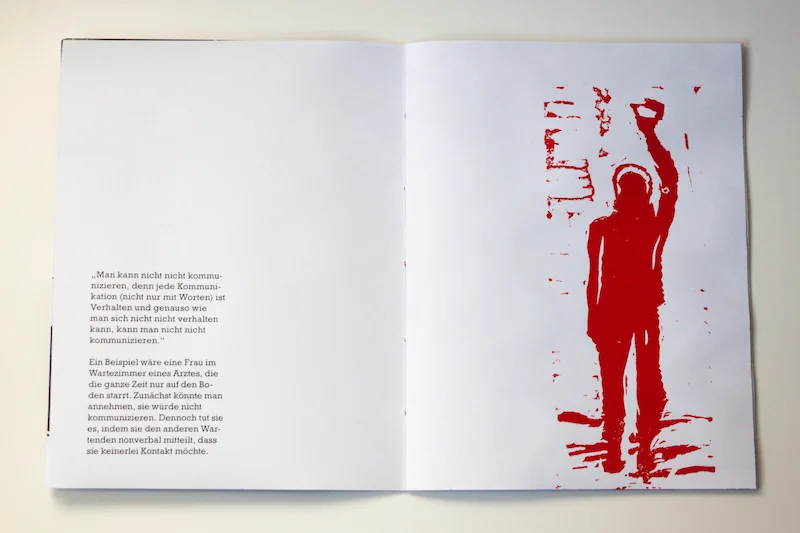 „Man kann nicht nicht kommu-
nizieren, denn jede Kommuni-
kation (nicht nur mit Worten) ist
Verhalten und genauso wie
man sich nicht nicht verhalten
kann, kann man nicht nicht
kommunizieren.“
Ein Beispiel wäre eine Frau im
Wartezimmer eines Arztes, die
die ganze Zeit nur auf den Bo-
den starrt. Zunächst könnte man
annehmen, sie würde nicht
kommunizieren. Dennoch tut sie
es, indem sie den anderen War-
tenden nonverbal mitteilt, dass
sie keinerlei Kontakt möchte.